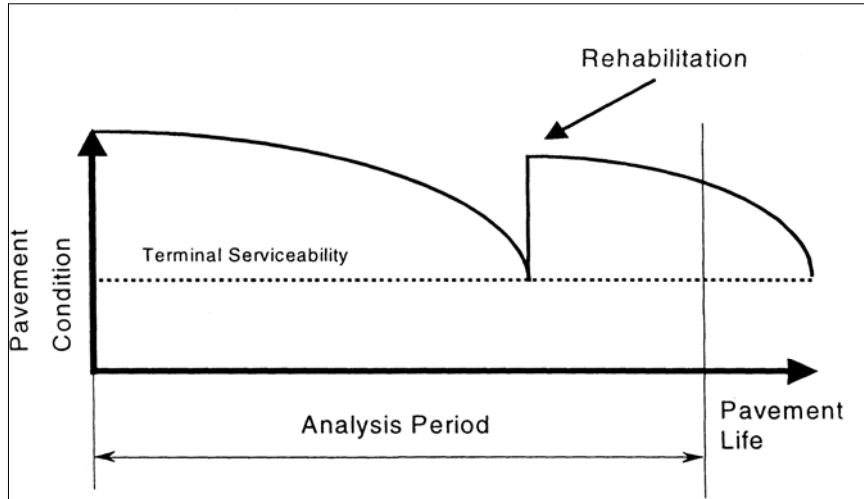 Rehabilitation
Terminal Serviceability
Pavement
Condition
Analysis Period
Pavement
Life